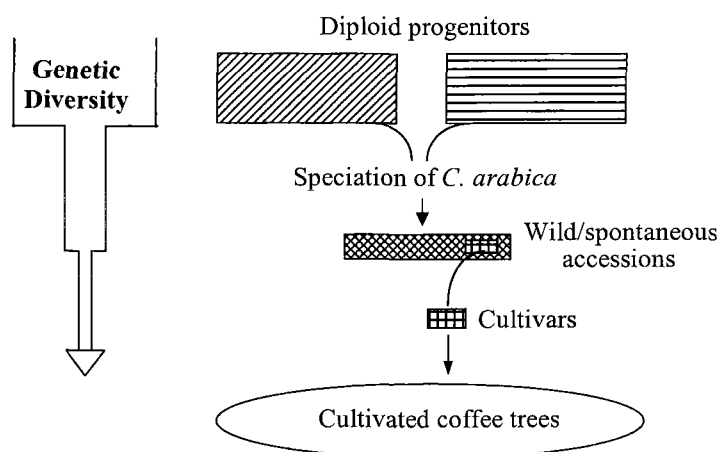 Diploid progenitors
Genetic
Diversity
Speciation of C. arabica
Wild/spontaneous
accessions
Cultivars
Cultivated coffee trees